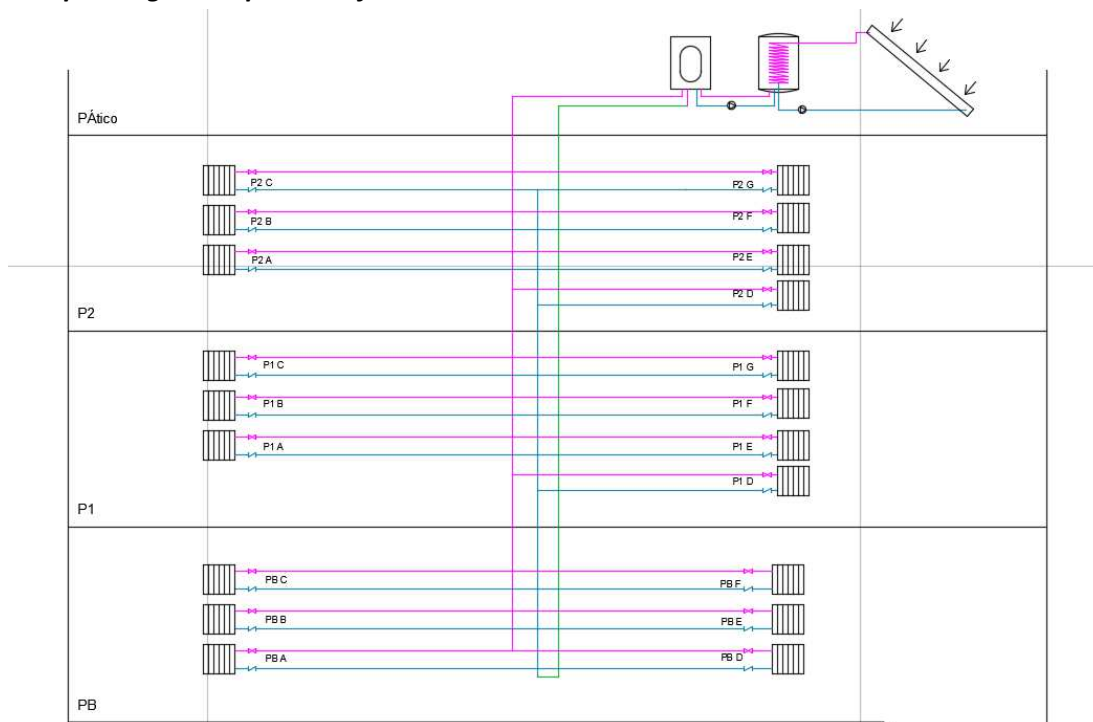 PÁtico
P2 C
P2 G
P2 B
P2 F
P2 A
P2 E
P2 D
P2
P1 C
P1 G
P1 B
P1 F
P1 A
P1 E
P1 D
P1
PB C
PB F
PB B
PB E
PB A
PB D
PB